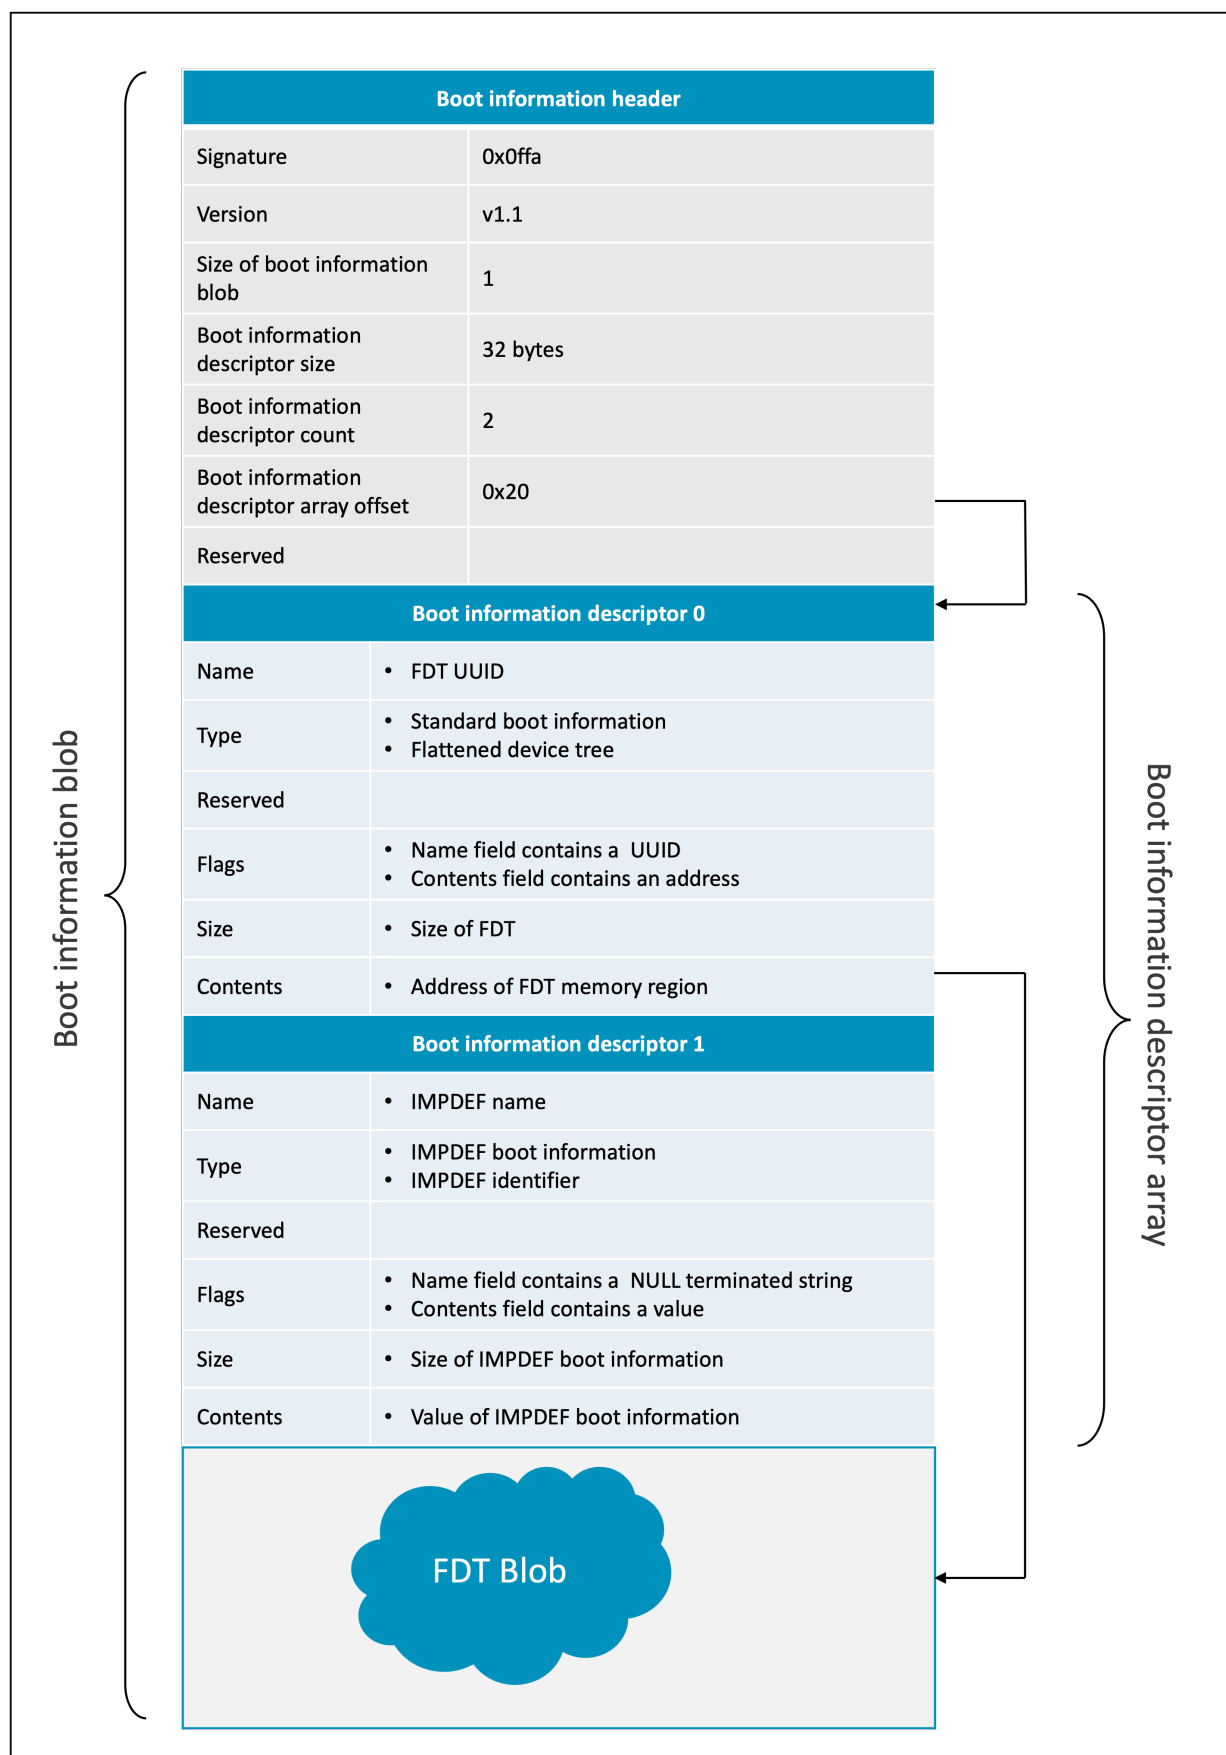 Boot information header
Signature 0x0ffa
Version v1.1
Size of boot information
blob 1
Boot information
descriptor size 32 bytes
Boot information
descriptor count 2
Boot information
descriptor array offset 0x20
Reserved
Boot information descriptor 0
Name • FDT UUID
Type • Standard boot information
• Flattened device tree
Reserved
Flags • Name field contains a  UUID
• Contents field contains an address
Size • Size of FDT
Contents • Address of FDT memory region
Boot information descriptor 1
Name • IMPDEF name
Type • IMPDEF boot information
• IMPDEF identifier
Reserved
Flags • Name field contains a  NULL terminated string
• Contents field contains a value
Size • Size of IMPDEF boot information
Contents • Value of IMPDEF boot information
FDT Blob
Boot information blob
Boot information descriptor array